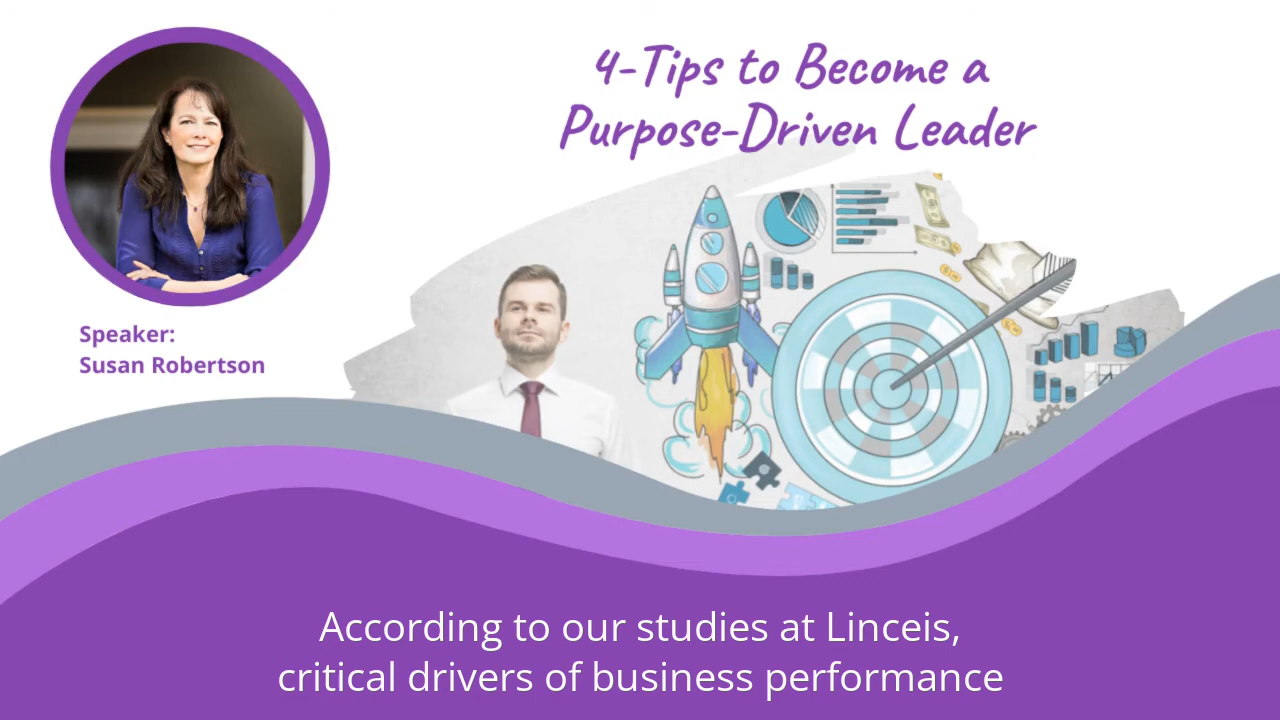 4-Tips to Become a
Purpose-Driven Leader
Speaker:
Susan Robertson
According to our studies at Linceis,
critical drivers of business performance